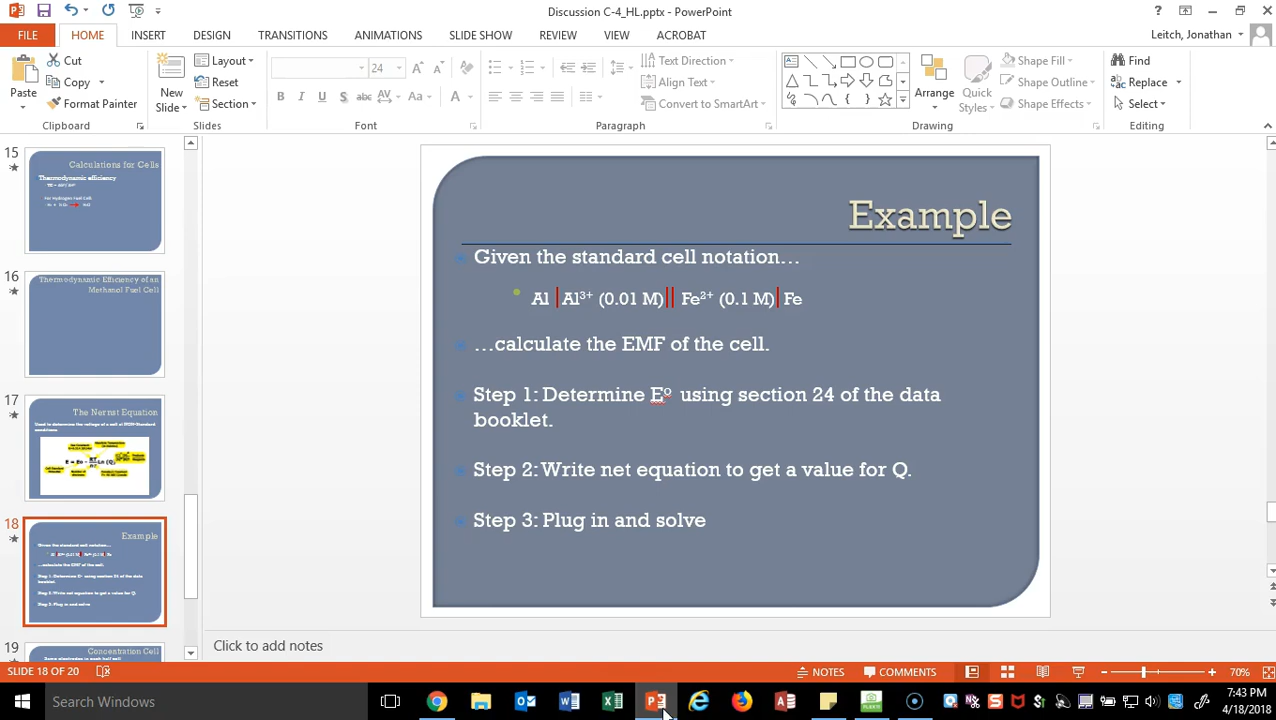 Discussion C-4_HL.pptx - PowerPoint
FILE HOME INSERT DESIGN TRANSITIONS ANIMATIONS SLIDE SHOW REVIEW VIEW ACROBAT
Leitch, Jonathan
Paste
Cut
Copy
Format Painter
Clipboard
New Slide
Layout
Reset
Section
Slides
24
Font
Paragraph
Text Direction
Align Text
Convert to SmartArt
Arrange
Quick Styles
Shape Fill
Shape Outline
Shape Effects
Drawing
Find
Replace
Select
Editing
15
Calculations for Cells
Thermodynamic efficiency
16
Thermodynamic Efficiency of an
Methanol Fuel Cell
17
The Nernst Equation
18
Example
19
Concentration Cell
Example
Given the standard cell notation…
Al |Al³⁺ (0.01 M)|| Fe²⁺ (0.1 M)| Fe
…calculate the EMF of the cell.
Step 1: Determine Eº using section 24 of the data
booklet.
Step 2: Write net equation to get a value for Q.
Step 3: Plug in and solve
Click to add notes
SLIDE 18 OF 20
NOTES
COMMENTS
70%
Search Windows
7:43 PM
4/18/2018